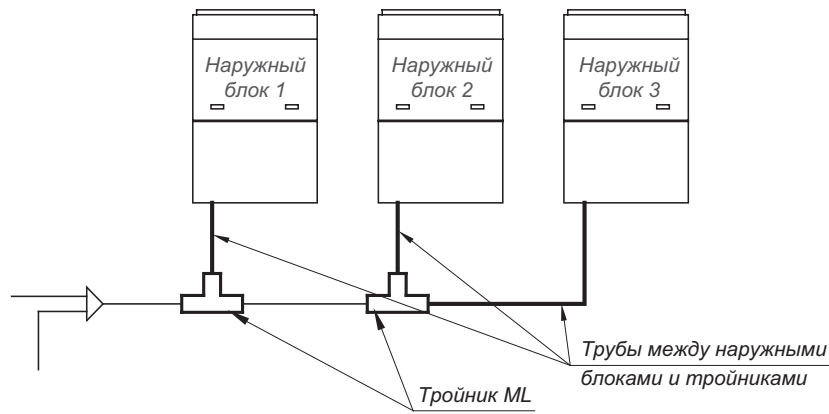 Наружный
блок 1
Наружный
блок 2
Наружный
блок 3
Трубы между наружными
блоками и тройниками
Тройник ML